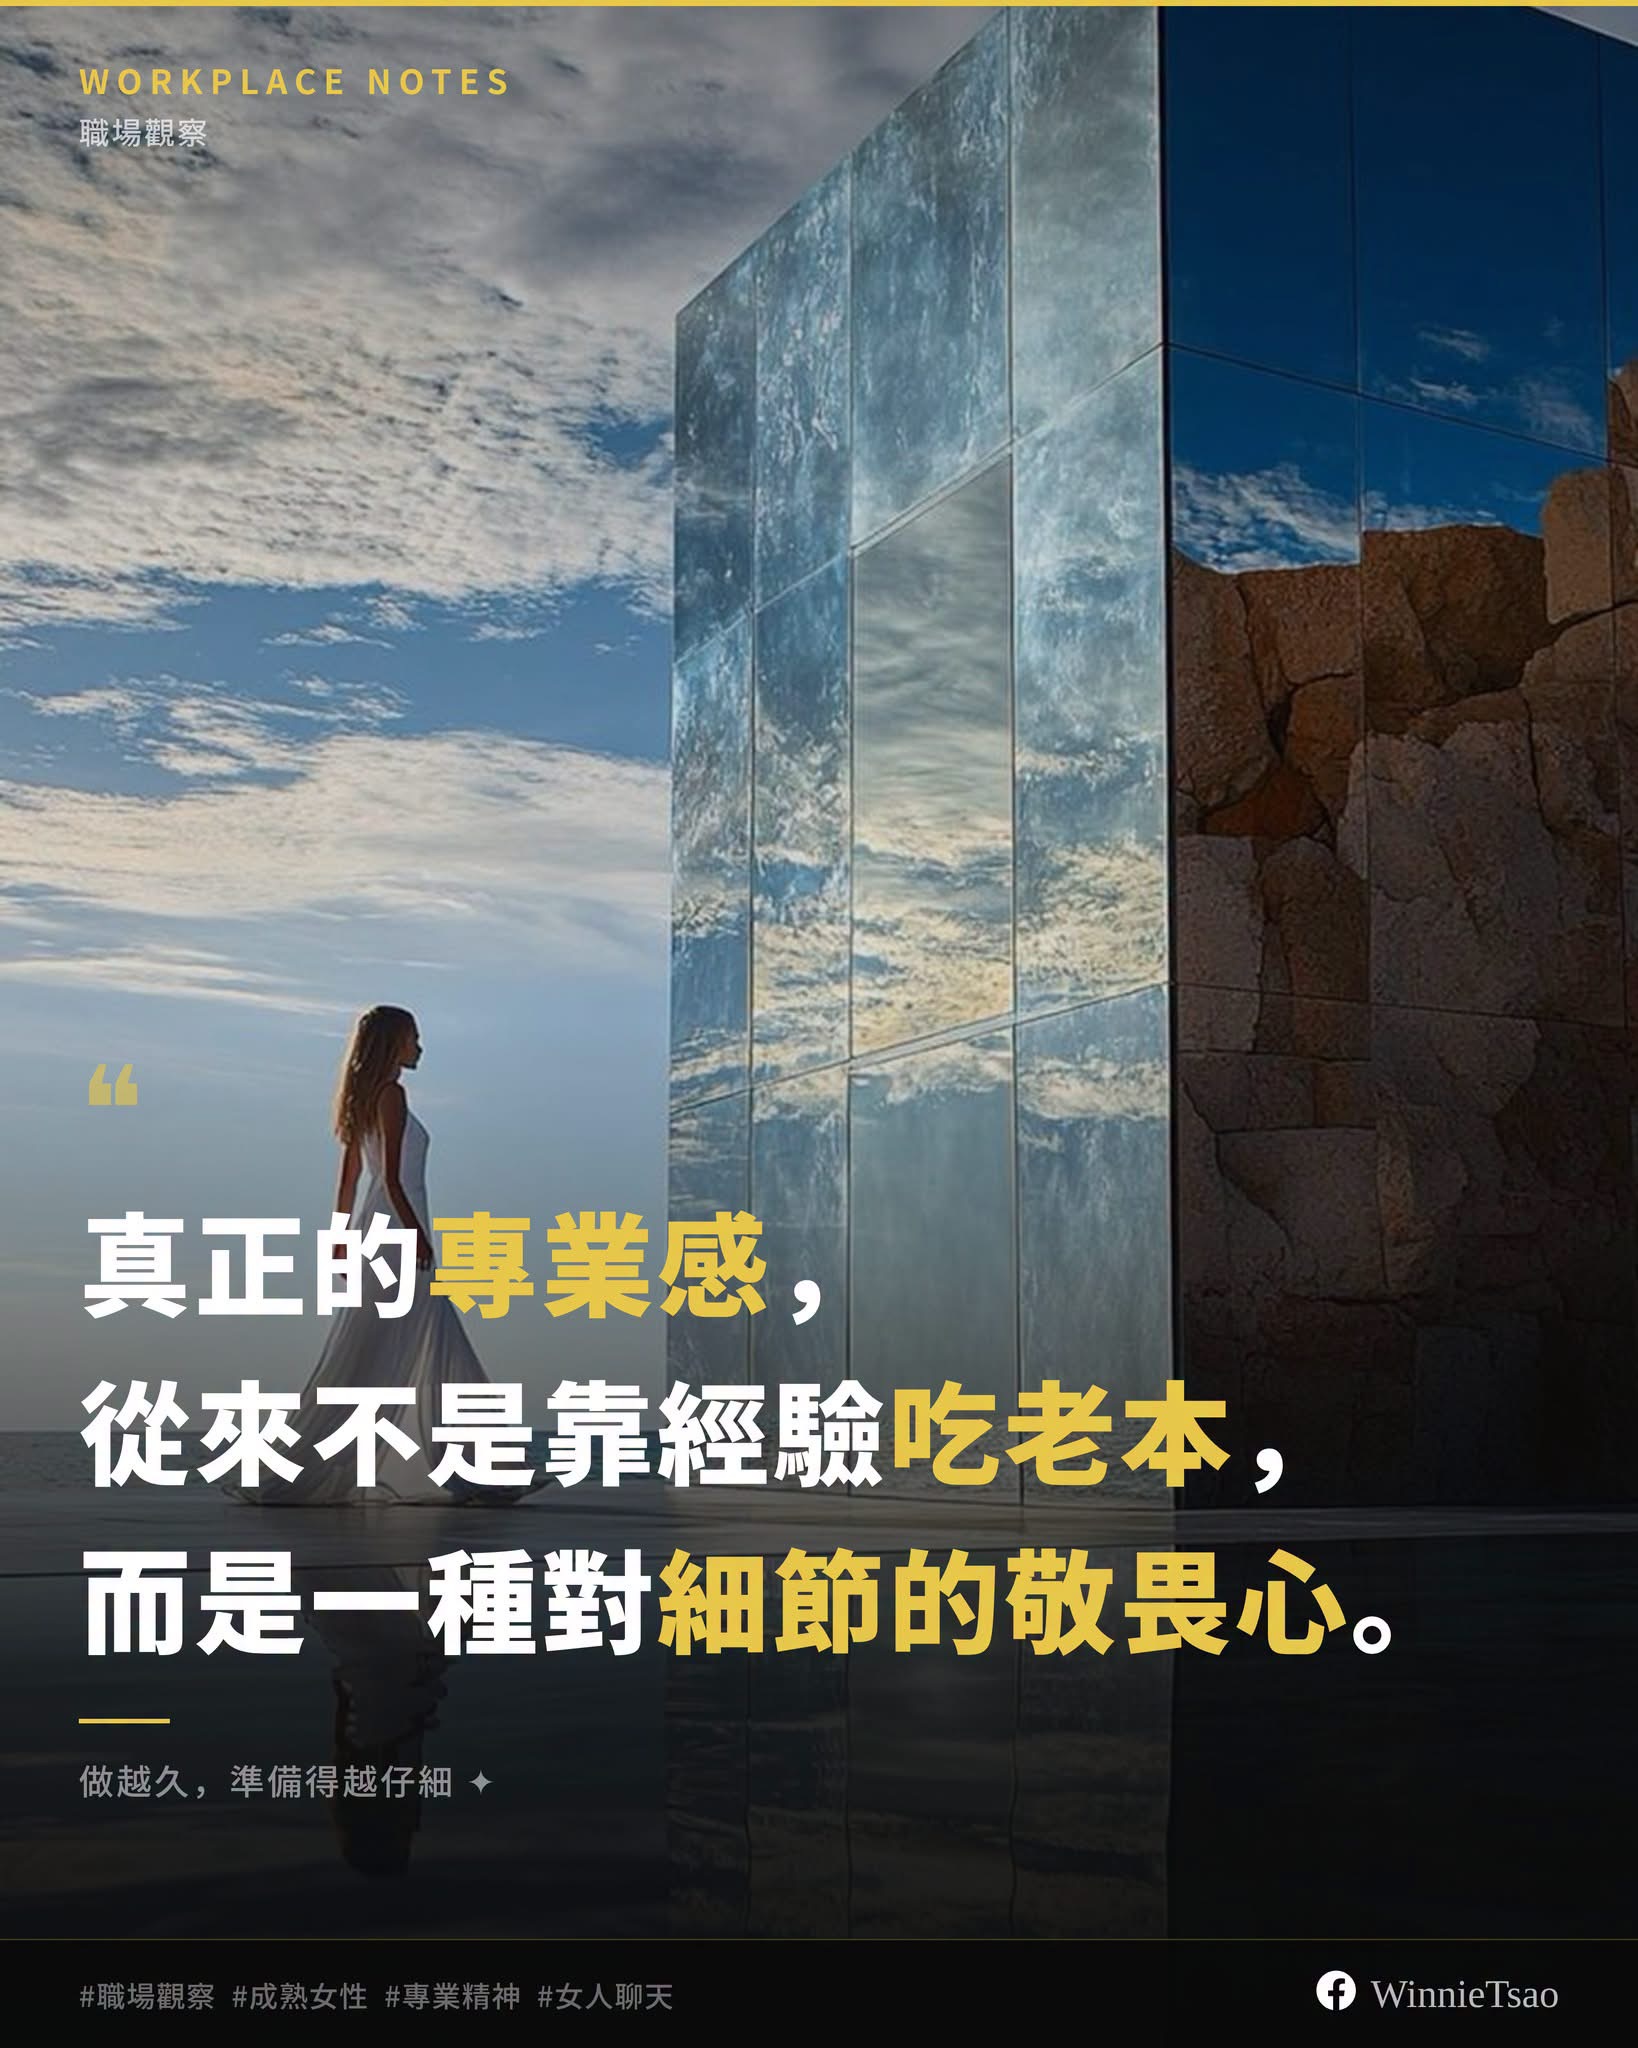 WORKPLACE NOTES
職場觀察
❝
真正的專業感，
從來不是靠經驗吃老本，
而是一種對細節的敬畏心。
做越久，準備得越仔細 ✦
#職場觀察 #成熟女性 #專業精神 #女人聊天
WinnieTsao